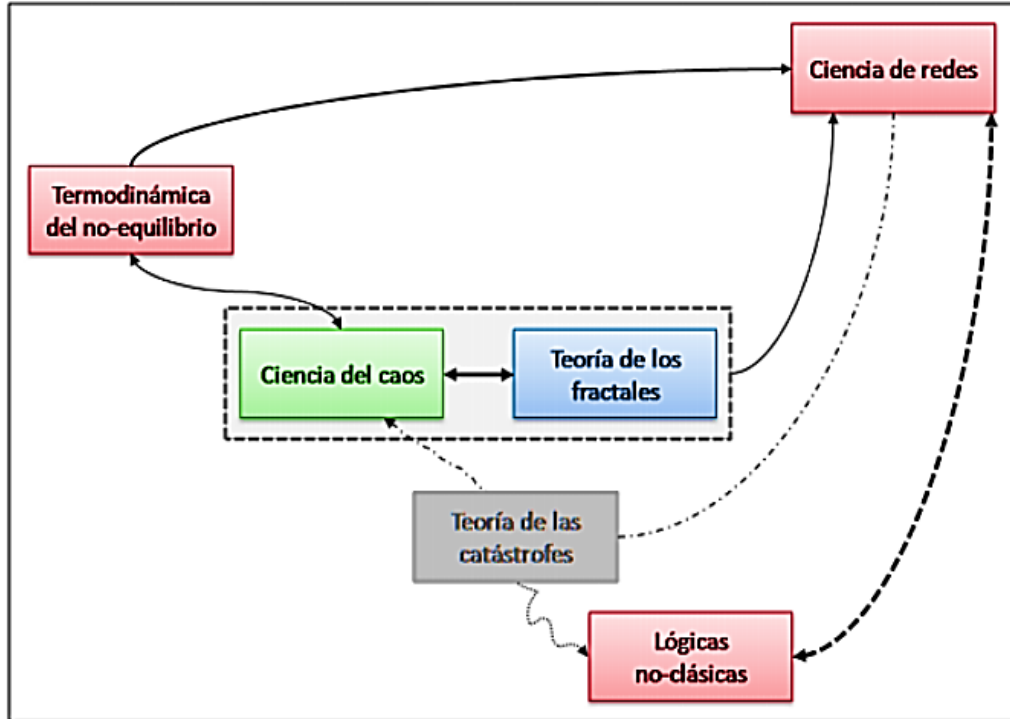 Ciencia de redes
Termodinámica
del no-equilibrio
Ciencia del caos
Teoría de los
fractales
Teoría de las
catástrofes
Lógicas
no-clásicas